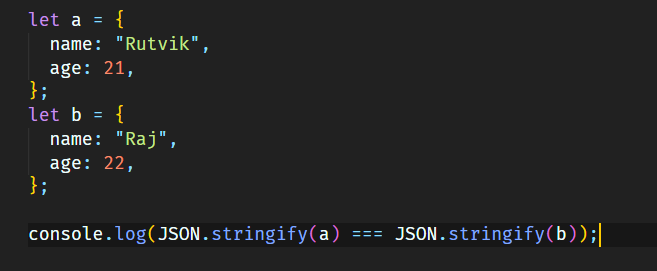 let a = {
  name: "Rutvik",
  age: 21,
};
let b = {
  name: "Raj",
  age: 22,
};
console.log(JSON.stringify(a) === JSON.stringify(b));